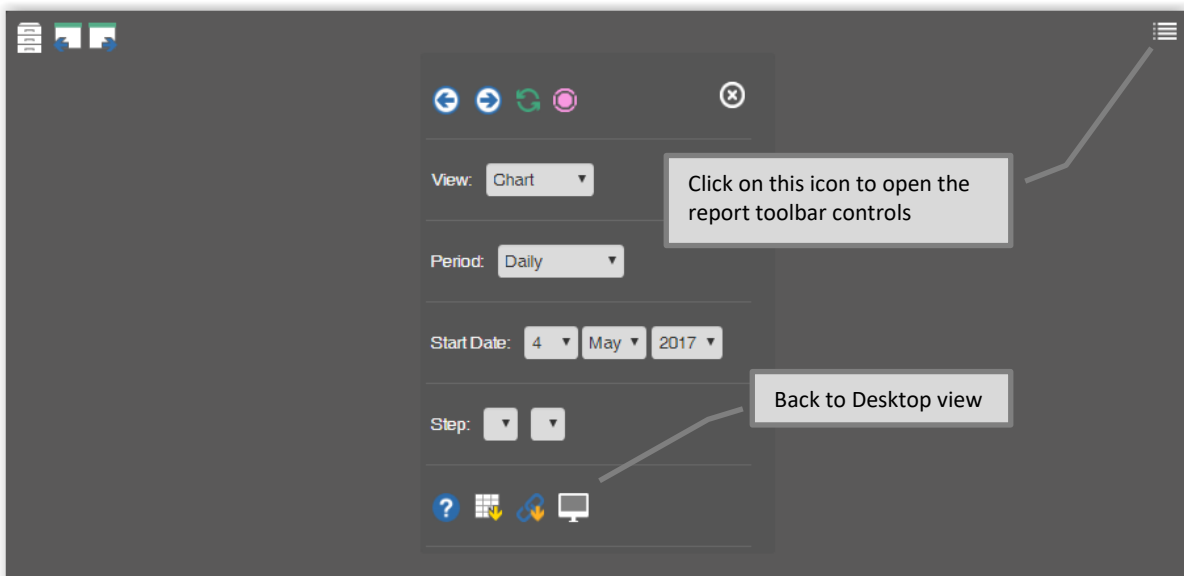 View: Chart
Click on this icon to open the
report toolbar controls
Period: Daily
Start Date: 4 May 2017
Back to Desktop view
Step:
?